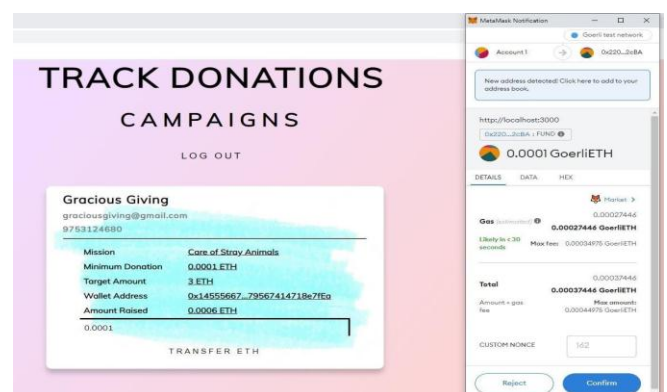 TRACK DONATIONS
CAMPAIGNS
LOG OUT
Gracious Giving
graciousgiving@gmail.com
9753124680
Mission Care of Stray Animals
Minimum Donation 0.0001 ETH
Target Amount 3 ETH
Wallet Address 0x14555667...79567414718e7fEa
Amount Raised 0.0006 ETH
0.0001
TRANSFER ETH
MetaMask Notification
Goerli test network
Account 1 0x220...2cBA
New address detected! Click here to add to your
address book.
http://localhost:3000
0x220...2cBA : FUND
0.0001 GoerliETH
DETAILS DATA HEX
Market >
Gas (estimated) 0.00027446
0.00027446 GoerliETH
Likely in < 30
seconds Max fee: 0.00034975 GoerliETH
Total 0.00037446
0.00037446 GoerliETH
Amount + gas
fee Max amount:
0.00044975 GoerliETH
CUSTOM NONCE 162
Reject Confirm